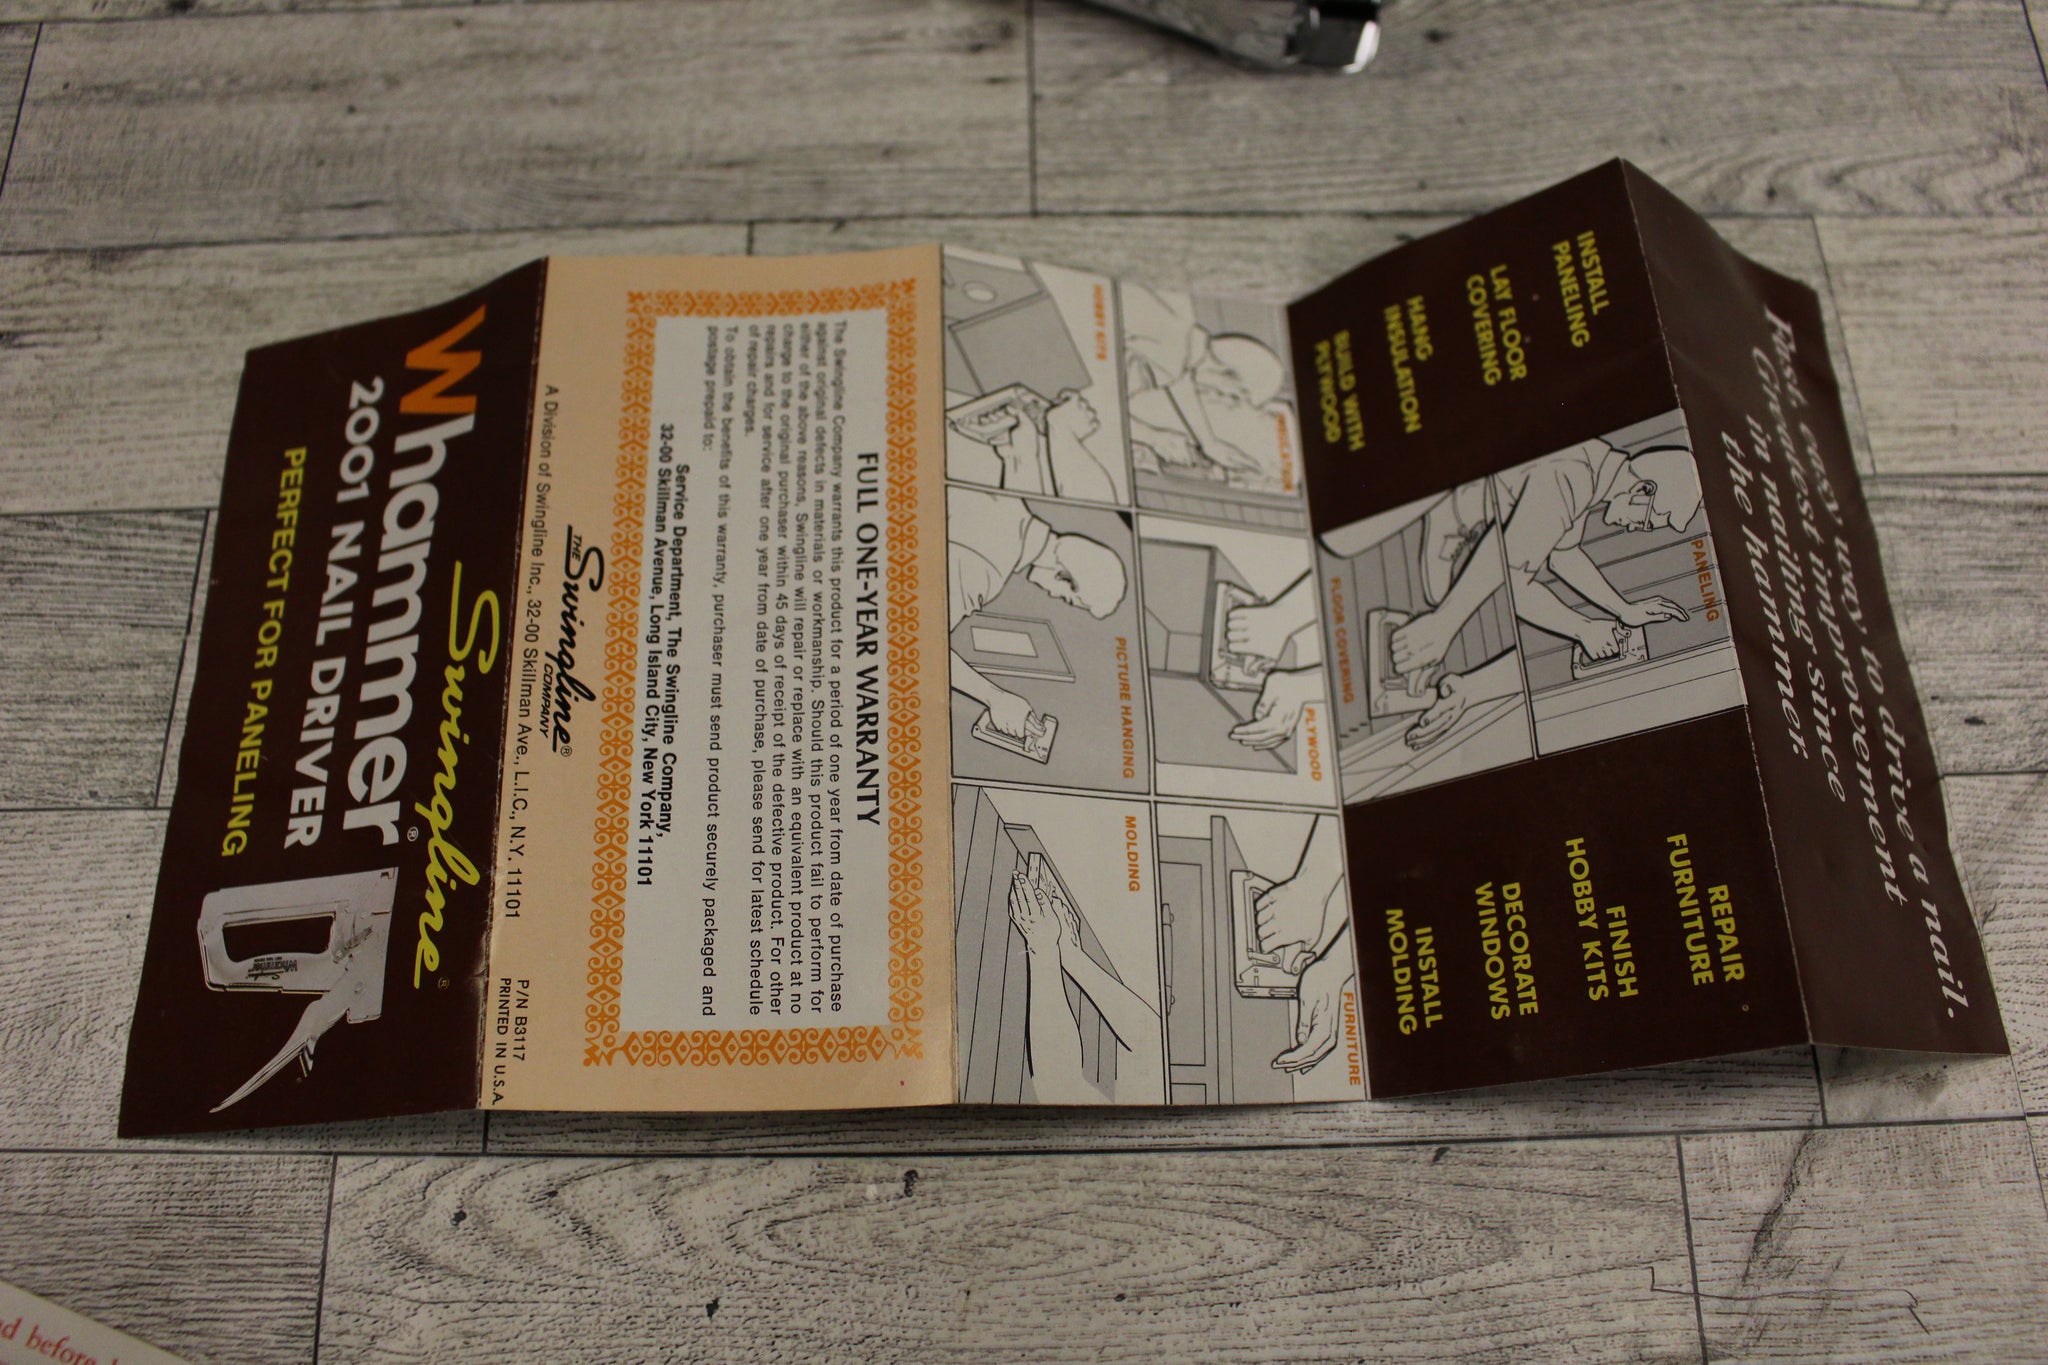 Fast, easy way to drive a nail.
Greatest improvement
in nailing since
the hammer.
INSTALL
PANELING
LAY FLOOR
COVERING
HANG
INSULATION
BUILD WITH
PLYWOOD
PANELING
FLOOR COVERING
REPAIR
FURNITURE
FINISH
HOBBY KITS
DECORATE
WINDOWS
INSTALL
MOLDING
INSULATION
PLYWOOD
FURNITURE
HOBBY KITS
PICTURE HANGING
MOLDING
FULL ONE-YEAR WARRANTY
The Swingline Company warrants this product for a period of one year from date of purchase
against original defects in materials or workmanship. Should this product fail to perform for
either of the above reasons, Swingline will repair or replace with an equivalent product at no
charge to the original purchaser within 45 days of receipt of the defective product. For other
repairs and for service after one year from date of purchase, please send for latest schedule
of repair charges.
To obtain the benefits of this warranty, purchaser must send product securely packaged and
postage prepaid to:
Service Department, The Swingline Company,
32-00 Skillman Avenue, Long Island City, New York 11101
THE Swingline®
COMPANY
A Division of Swingline Inc., 32-00 Skillman Ave., L.I.C., N.Y. 11101
P/N B3117
PRINTED IN U.S.A.
Swingline®
Whammer®
2001 NAIL DRIVER
PERFECT FOR PANELING
Whammer
before